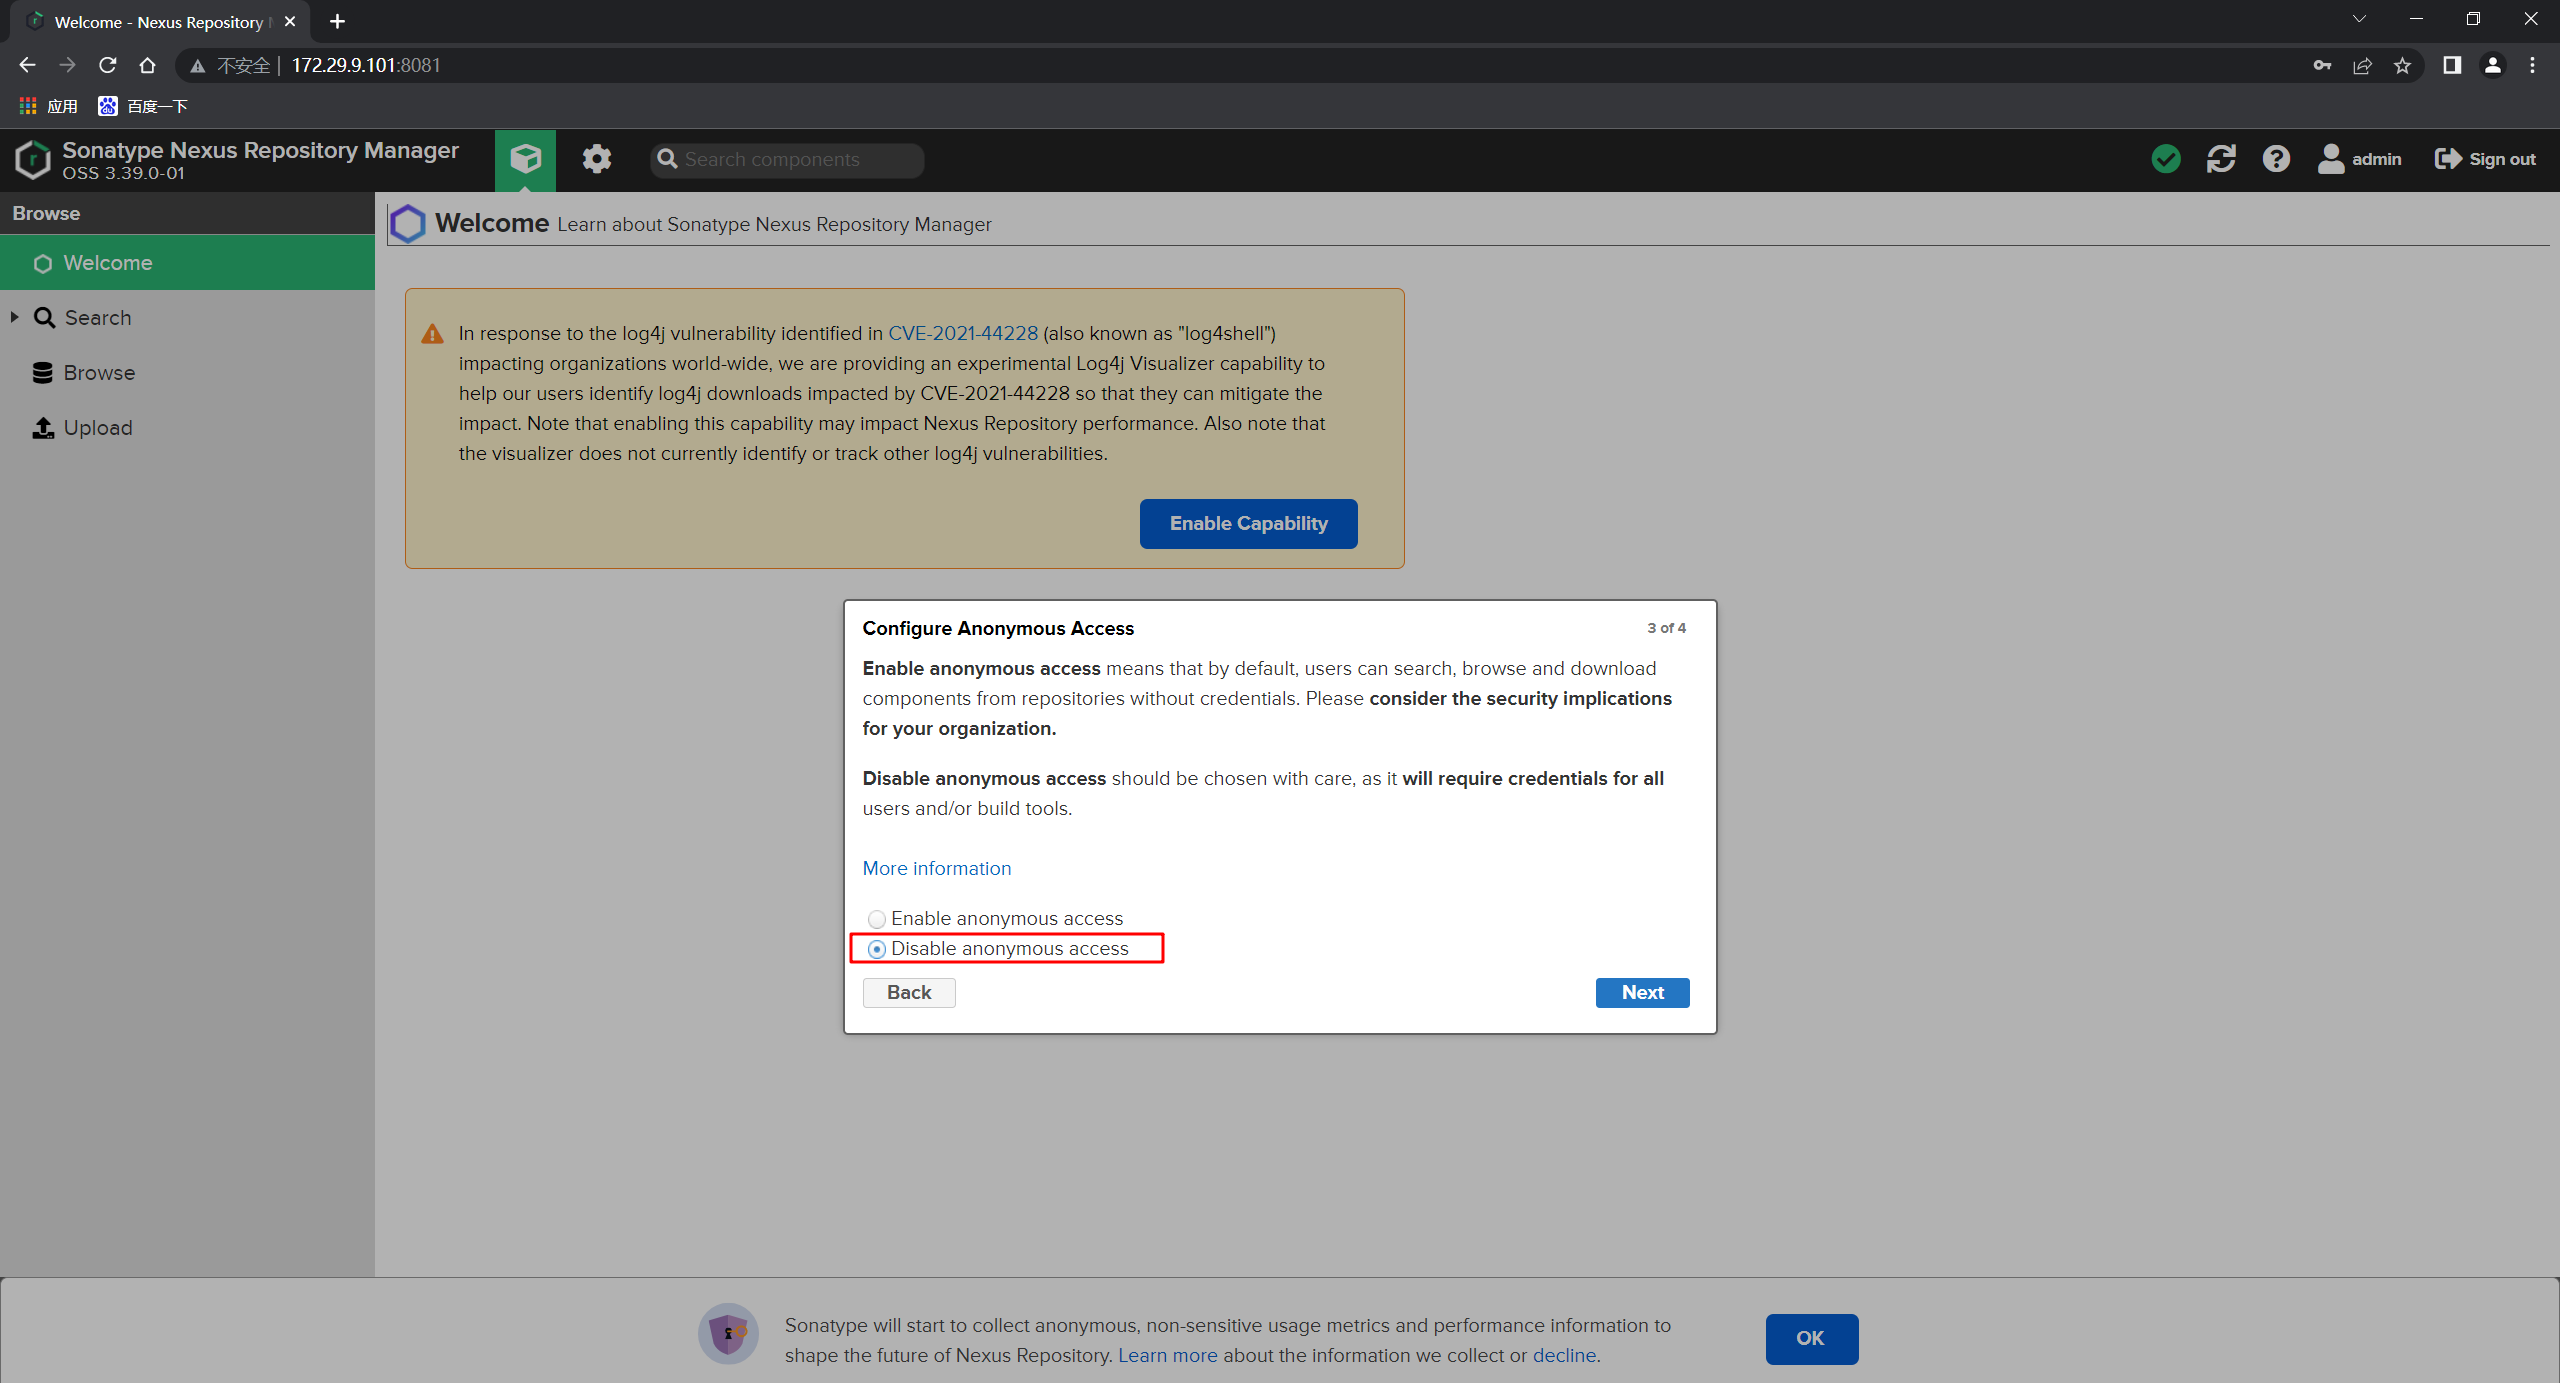 Welcome - Nexus Repository
不安全 | 172.29.9.101:8081
应用 百度一下
Sonatype Nexus Repository Manager
OSS 3.39.0-01
Search components
admin
Sign out
Browse
Welcome
Search
Browse
Upload
Welcome Learn about Sonatype Nexus Repository Manager
In response to the log4j vulnerability identified in CVE-2021-44228 (also known as "log4shell")
impacting organizations world-wide, we are providing an experimental Log4j Visualizer capability to
help our users identify log4j downloads impacted by CVE-2021-44228 so that they can mitigate the
impact. Note that enabling this capability may impact Nexus Repository performance. Also note that
the visualizer does not currently identify or track other log4j vulnerabilities.
Enable Capability
Configure Anonymous Access 3 of 4
Enable anonymous access means that by default, users can search, browse and download
components from repositories without credentials. Please consider the security implications
for your organization.
Disable anonymous access should be chosen with care, as it will require credentials for all
users and/or build tools.
More information
Enable anonymous access
Disable anonymous access
Back Next
Sonatype will start to collect anonymous, non-sensitive usage metrics and performance information to
shape the future of Nexus Repository. Learn more about the information we collect or decline.
OK